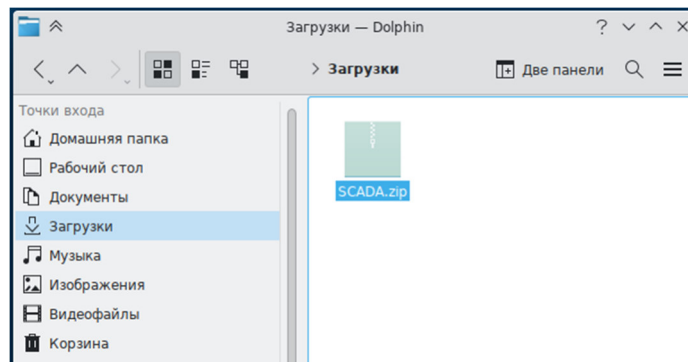 Загрузки — Dolphin
Загрузки
Две панели
Точки входа
Домашняя папка
Рабочий стол
Документы
Загрузки
Музыка
Изображения
Видеофайлы
Корзина
SCADA.zip